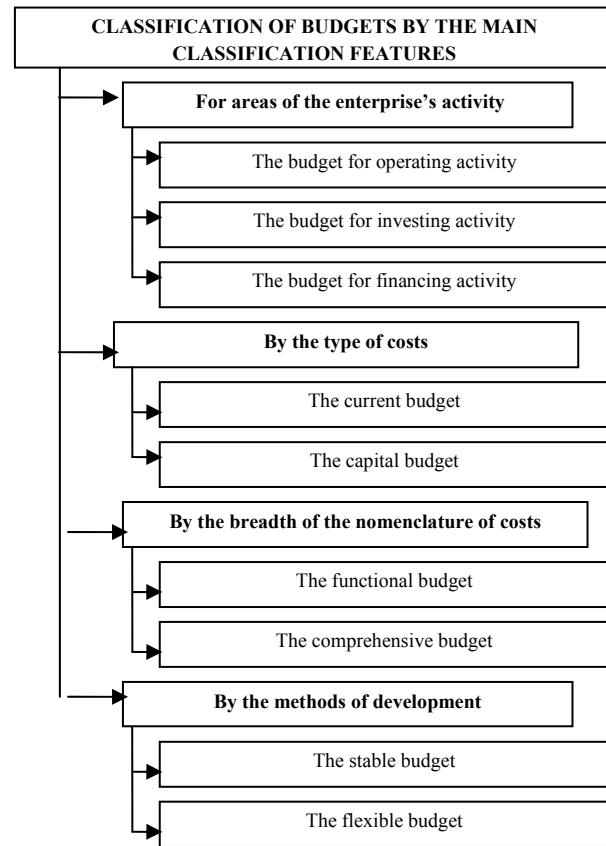 CLASSIFICATION OF BUDGETS BY THE MAIN
CLASSIFICATION FEATURES
For areas of the enterprise's activity
The budget for operating activity
The budget for investing activity
The budget for financing activity
By the type of costs
The current budget
The capital budget
By the breadth of the nomenclature of costs
The functional budget
The comprehensive budget
By the methods of development
The stable budget
The flexible budget